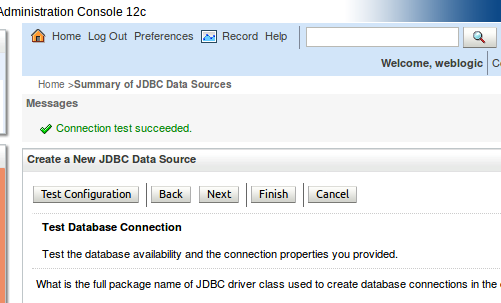 Administration Console 12c
Home Log Out Preferences Record Help
Welcome, weblogic
Home >Summary of JDBC Data Sources
Messages
Connection test succeeded.
Create a New JDBC Data Source
Test Configuration Back Next Finish Cancel
Test Database Connection
Test the database availability and the connection properties you provided.
What is the full package name of JDBC driver class used to create database connections in the